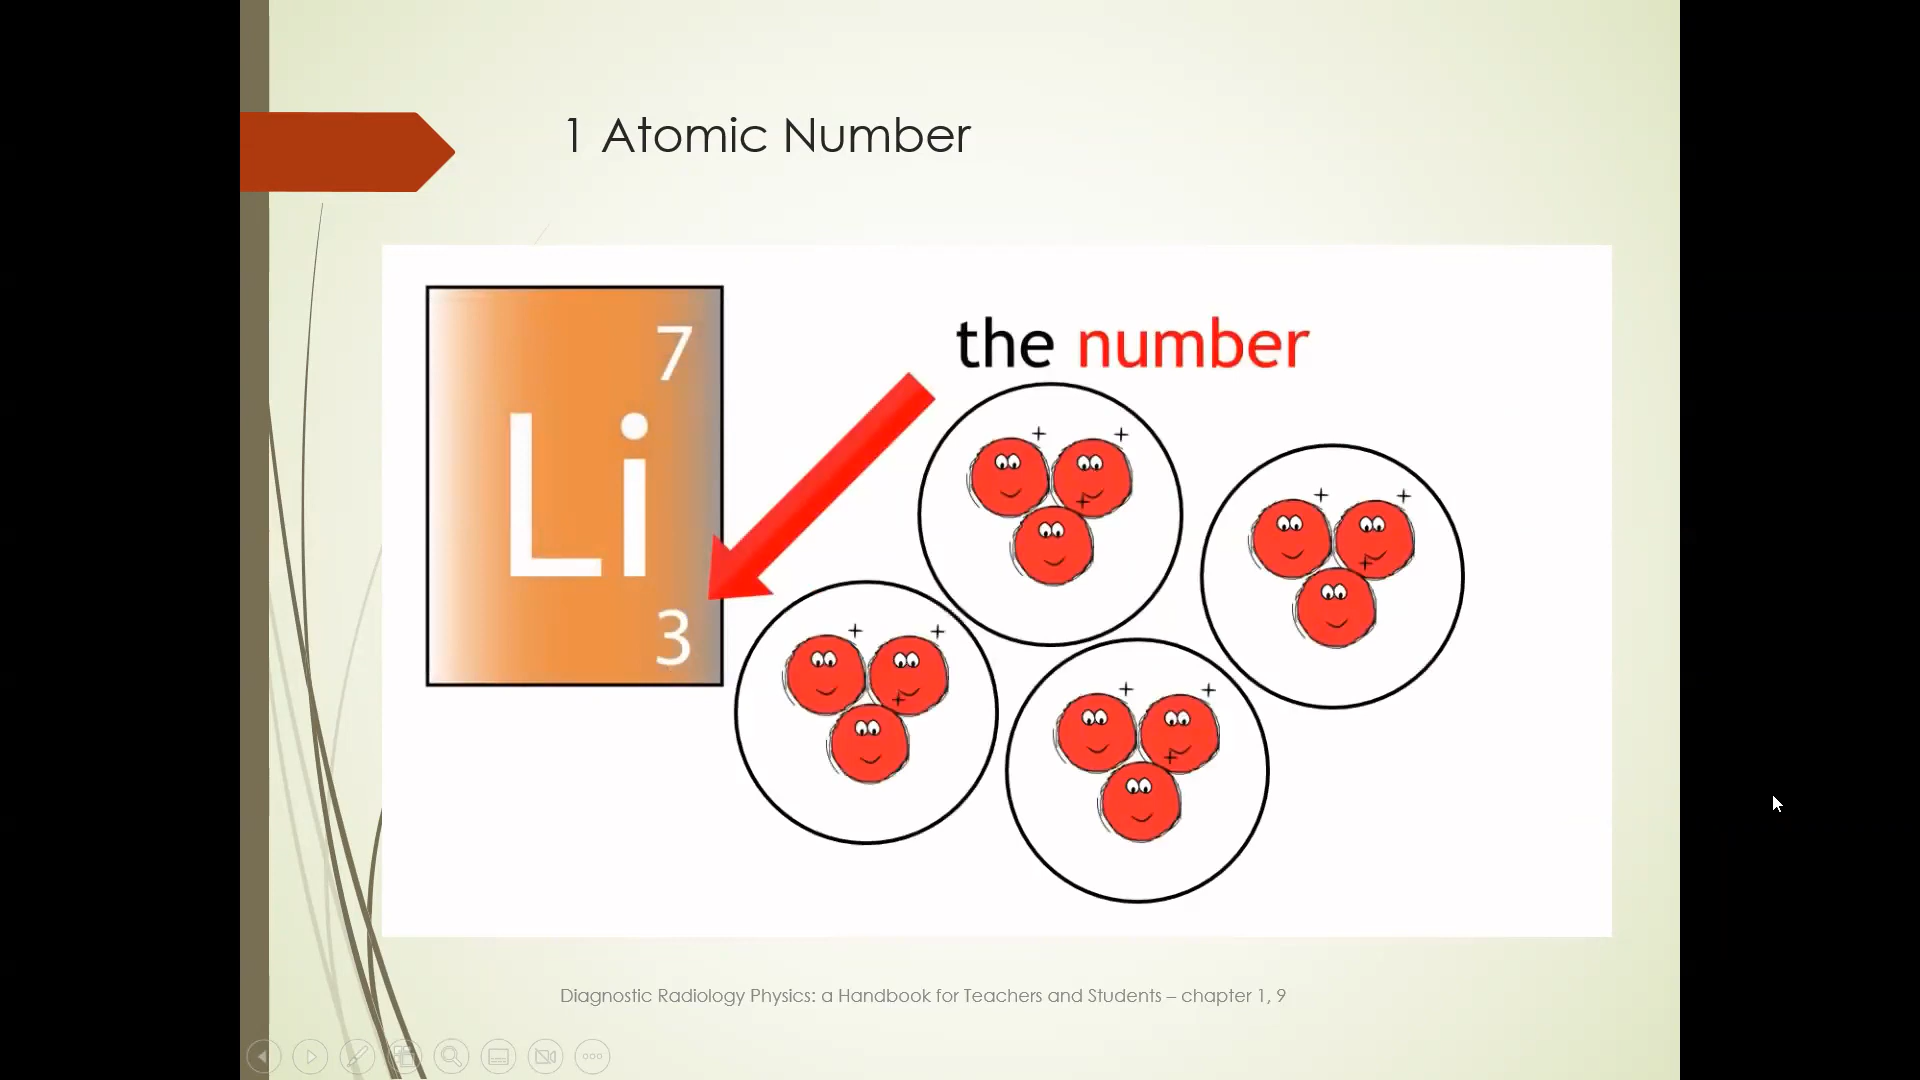 1 Atomic Number
7
Li
3
the number
+ +
+
+ +
+
+ +
+
+ +
+
Diagnostic Radiology Physics: a Handbook for Teachers and Students – chapter 1, 9